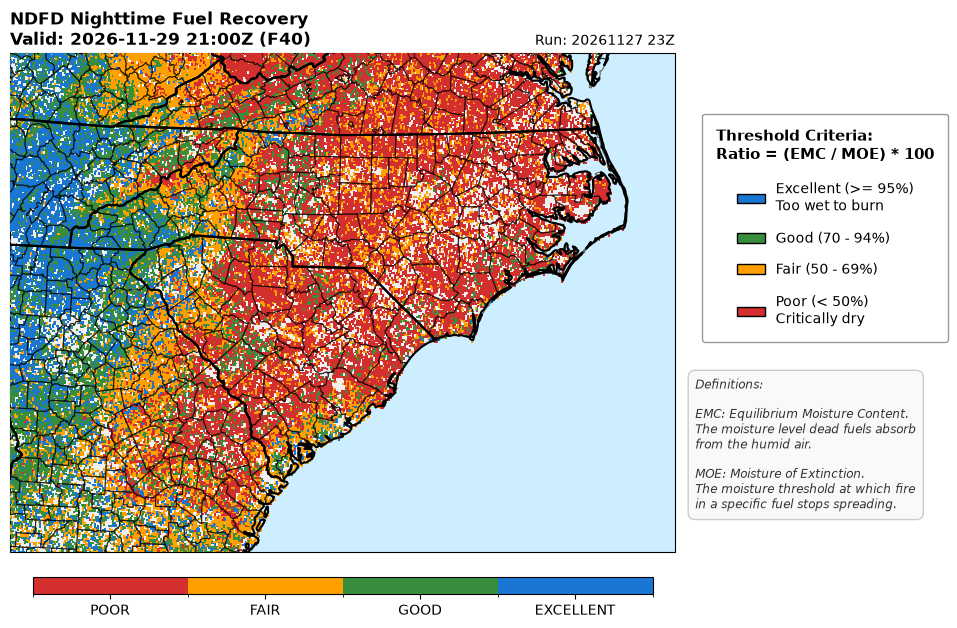 NDFD Nighttime Fuel Recovery
Valid: 2026-11-29 21:00Z (F40)
Run: 20261127 23Z
Threshold Criteria:
Ratio = (EMC / MOE) * 100
Excellent (>= 95%)
Too wet to burn
Good (70 - 94%)
Fair (50 - 69%)
Poor (< 50%)
Critically dry
Definitions:
EMC: Equilibrium Moisture Content.
The moisture level dead fuels absorb
from the humid air.
MOE: Moisture of Extinction.
The moisture threshold at which fire
in a specific fuel stops spreading.
POOR
FAIR
GOOD
EXCELLENT